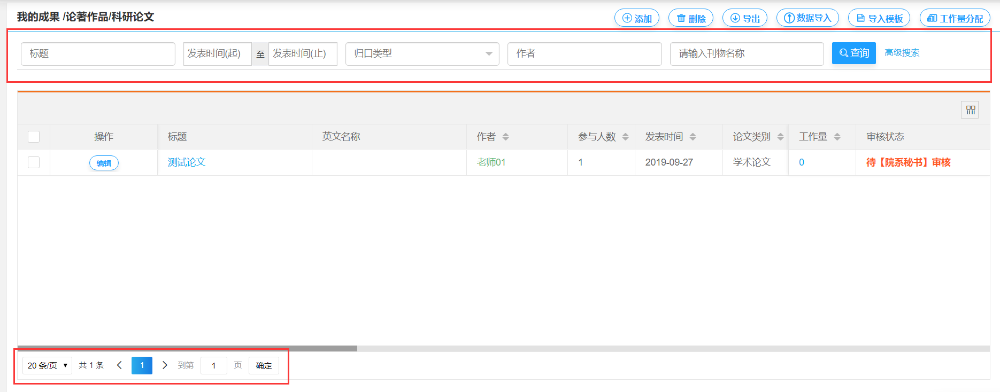 我的成果 /论著作品/科研论文
添加 删除 导出 数据导入 导入模板 工作量分配
标题 发表时间(起) 至 发表时间(止) 归口类型 作者 请输入刊物名称 查询 高级搜索
操作 标题 英文名称 作者 参与人数 发表时间 论文类别 工作量 审核状态
编辑 测试论文 老师01 1 2019-09-27 学术论文 0 待【院系秘书】审核
20 条/页 共 1 条 1 到第 1 页 确定